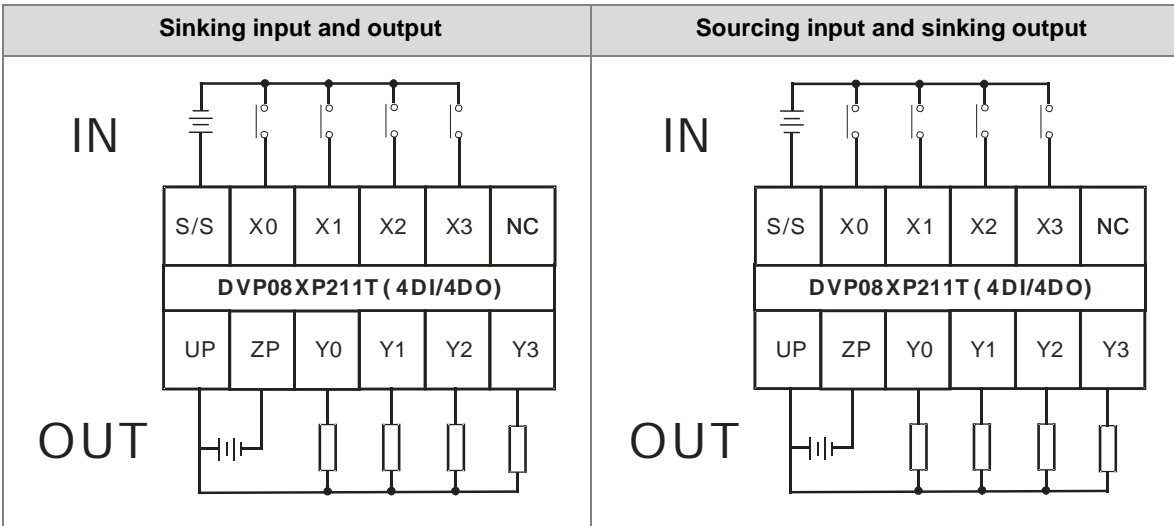 Sinking input and output
Sourcing input and sinking output
IN
S/S X0 X1 X2 X3 NC
DVP08XP211T (4DI/4DO)
UP ZP Y0 Y1 Y2 Y3
OUT
IN
S/S X0 X1 X2 X3 NC
DVP08XP211T (4DI/4DO)
UP ZP Y0 Y1 Y2 Y3
OUT